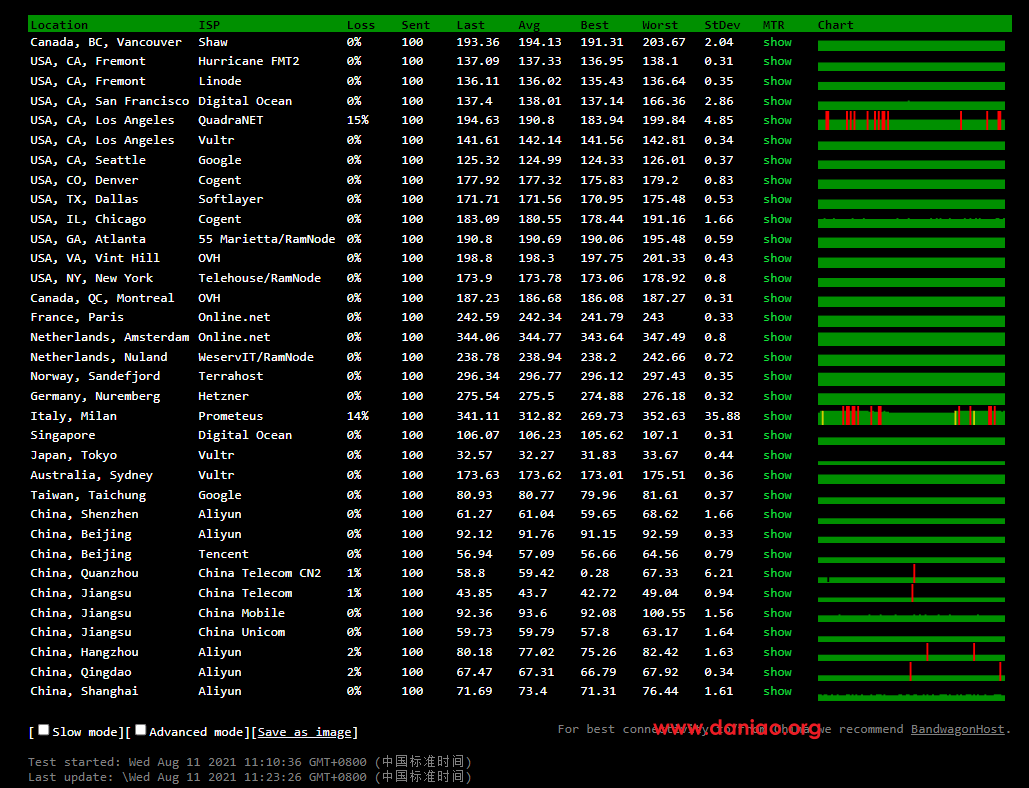 Location ISP Loss Sent Last Avg Best Worst StDev MTR Chart
Canada, BC, Vancouver Shaw 0% 100 193.36 194.13 191.31 203.67 2.04 show
USA, CA, Fremont Hurricane FMT2 0% 100 137.09 137.33 136.95 138.1 0.31 show
USA, CA, Fremont Linode 0% 100 136.11 136.02 135.43 136.64 0.35 show
USA, CA, San Francisco Digital Ocean 0% 100 137.4 138.01 137.14 166.36 2.86 show
USA, CA, Los Angeles QuadraNET 15% 100 194.63 190.8 183.94 199.84 4.85 show
USA, CA, Los Angeles Vultr 0% 100 141.61 142.14 141.56 142.81 0.34 show
USA, CA, Seattle Google 0% 100 125.32 124.99 124.33 126.01 0.37 show
USA, CO, Denver Cogent 0% 100 177.92 177.32 175.83 179.2 0.83 show
USA, TX, Dallas Softlayer 0% 100 171.71 171.56 170.95 175.48 0.53 show
USA, IL, Chicago Cogent 0% 100 183.09 180.55 178.44 191.16 1.66 show
USA, GA, Atlanta 55 Marietta/RamNode 0% 100 190.8 190.69 190.06 195.48 0.59 show
USA, VA, Vint Hill OVH 0% 100 198.8 198.3 197.75 201.33 0.43 show
USA, NY, New York Telehouse/RamNode 0% 100 173.9 173.78 173.06 178.92 0.8 show
Canada, QC, Montreal OVH 0% 100 187.23 186.68 186.08 187.27 0.31 show
France, Paris Online.net 0% 100 242.59 242.34 241.79 243 0.33 show
Netherlands, Amsterdam Online.net 0% 100 344.06 344.77 343.64 347.49 0.8 show
Netherlands, Nuland WeservIT/RamNode 0% 100 238.78 238.94 238.2 242.66 0.72 show
Norway, Sandefjord Terrahost 0% 100 296.34 296.77 296.12 297.43 0.35 show
Germany, Nuremberg Hetzner 0% 100 275.54 275.5 274.88 276.18 0.32 show
Italy, Milan Prometeus 14% 100 341.11 312.82 269.73 352.63 35.88 show
Singapore Digital Ocean 0% 100 106.07 106.23 105.62 107.1 0.31 show
Japan, Tokyo Vultr 0% 100 32.57 32.27 31.83 33.67 0.44 show
Australia, Sydney Vultr 0% 100 173.63 173.62 173.01 175.51 0.36 show
Taiwan, Taichung Google 0% 100 80.93 80.77 79.96 81.61 0.37 show
China, Shenzhen Aliyun 0% 100 61.27 61.04 59.65 68.62 1.66 show
China, Beijing Aliyun 0% 100 92.12 91.76 91.15 92.59 0.33 show
China, Beijing Tencent 0% 100 56.94 57.09 56.66 64.56 0.79 show
China, Quanzhou China Telecom CN2 1% 100 58.8 59.42 0.28 67.33 6.21 show
China, Jiangsu China Telecom 1% 100 43.85 43.7 42.72 49.04 0.94 show
China, Jiangsu China Mobile 0% 100 92.36 93.6 92.08 100.55 1.56 show
China, Jiangsu China Unicom 0% 100 59.73 59.79 57.8 63.17 1.64 show
China, Hangzhou Aliyun 2% 100 80.18 77.02 75.26 82.42 1.63 show
China, Qingdao Aliyun 2% 100 67.47 67.31 66.79 67.92 0.34 show
China, Shanghai Aliyun 0% 100 71.69 73.4 71.31 76.44 1.61 show
[ Slow mode][ Advanced mode][Save as image]
For best connectivity to/from China we recommend BandwagonHost.
www.daniao.org
Test started: Wed Aug 11 2021 11:10:36 GMT+0800 (中国标准时间)
Last update: \Wed Aug 11 2021 11:23:26 GMT+0800 (中国标准时间)